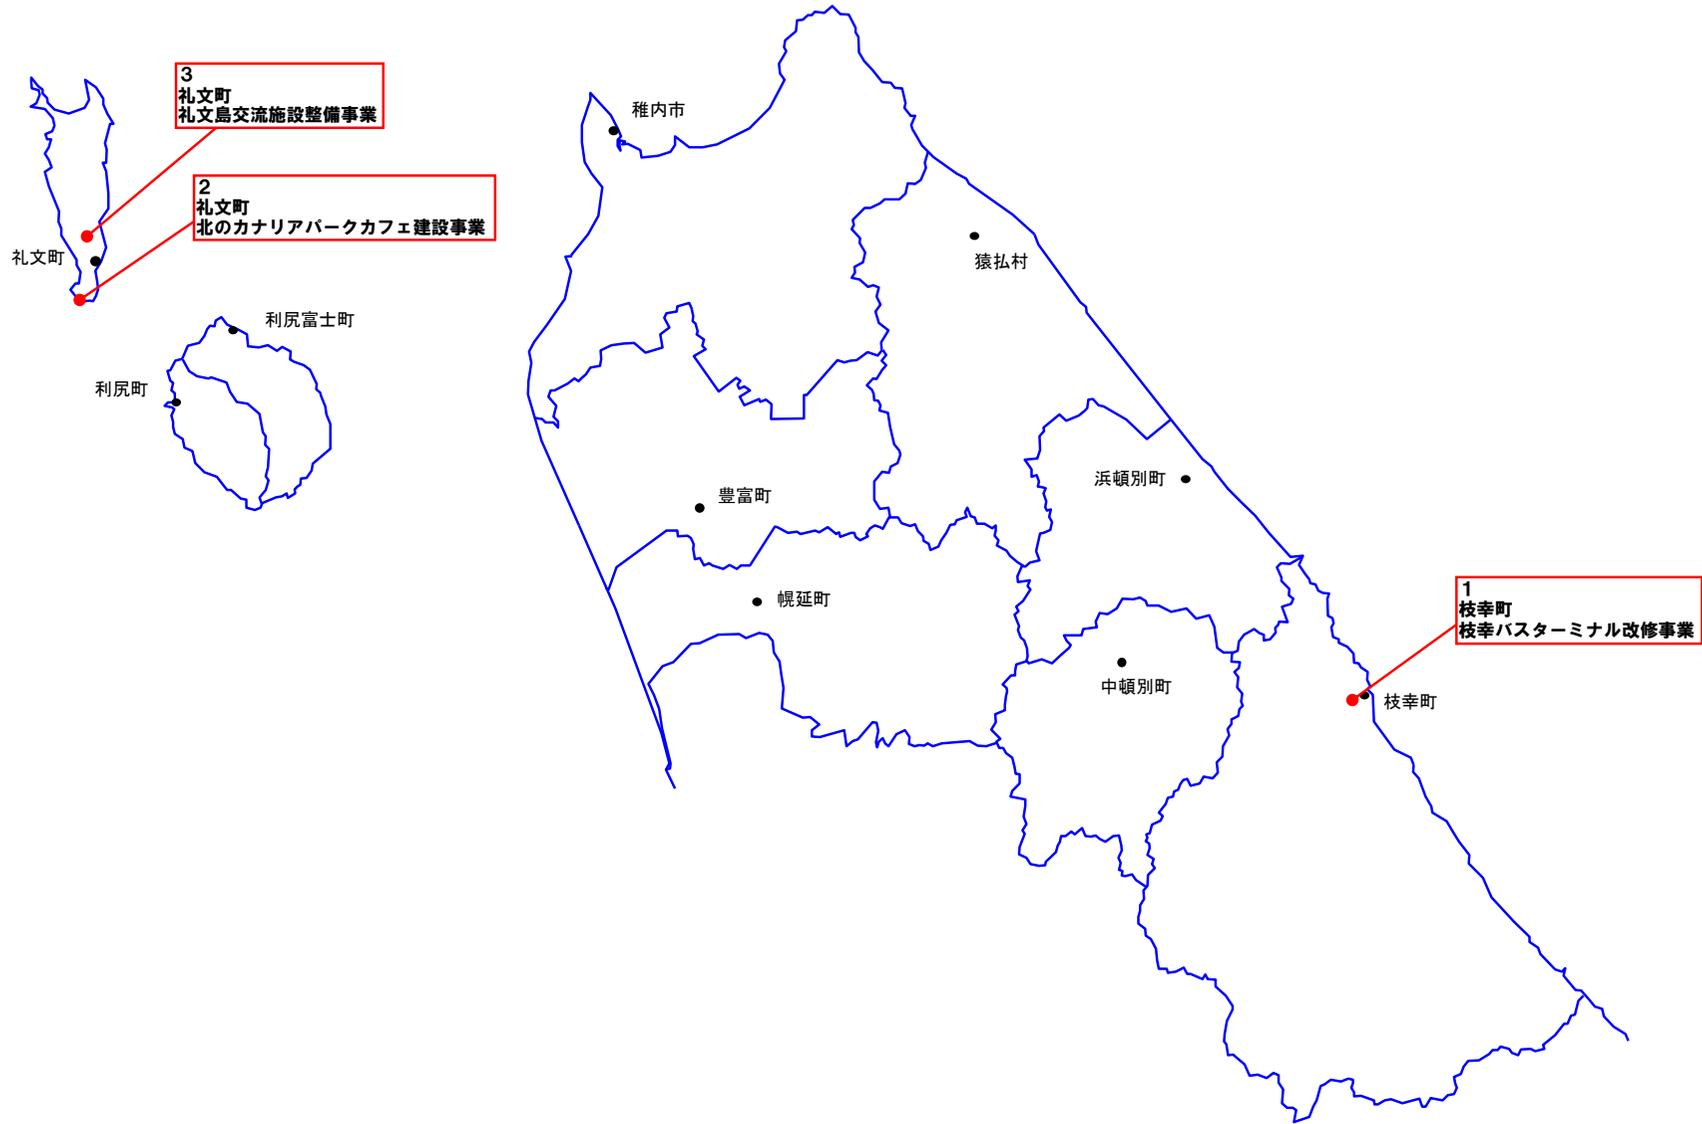 3
礼文町
礼文島交流施設整備事業
稚内市
2
礼文町
北のカナリアパークカフェ建設事業
礼文町
猿払村
利尻富士町
利尻町
浜頓別町
豊富町
幌延町
1
枝幸町
枝幸バスターミナル改修事業
中頓別町
枝幸町